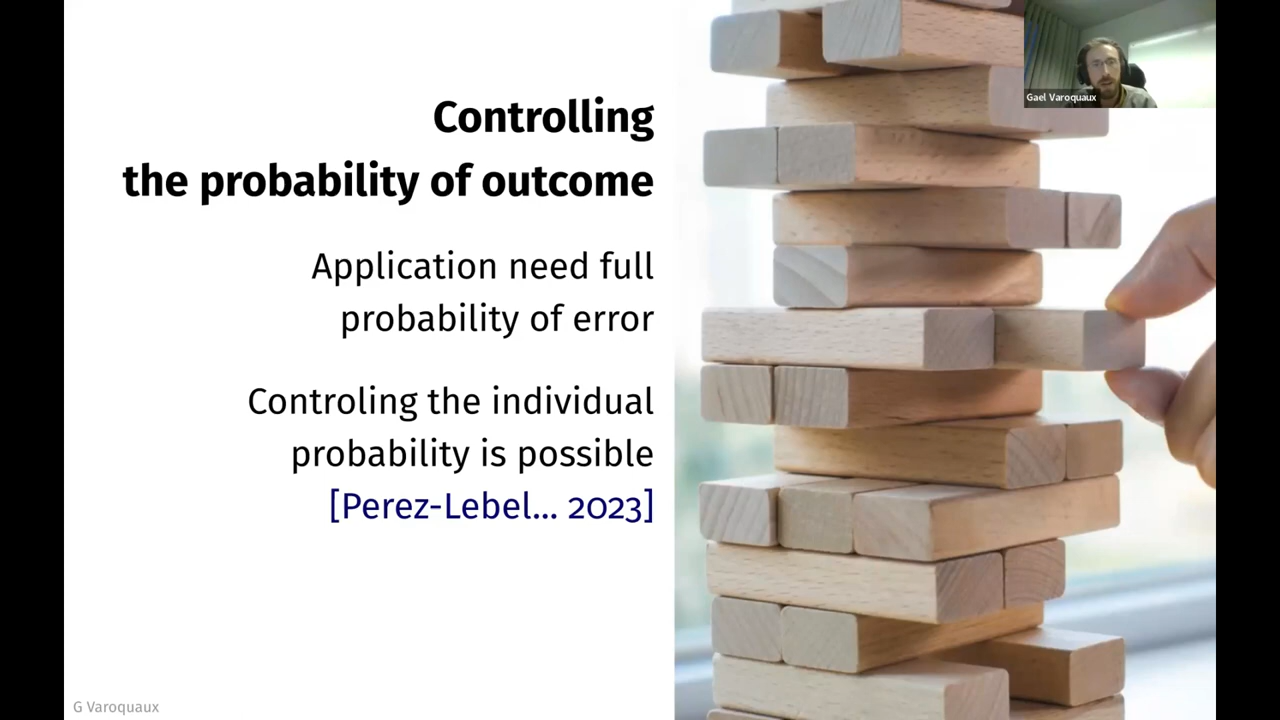 Controlling
the probability of outcome
Application need full
probability of error
Controling the individual
probability is possible
[Perez-Lebel... 2023]
Gael Varoquaux
G Varoquaux